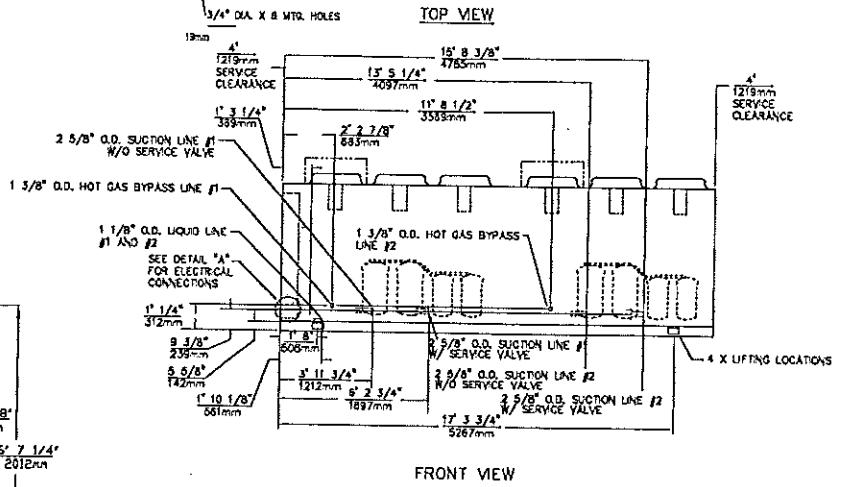 3/4" DIA. X 8 MTG. HOLES
19mm
TOP VIEW
4'
1219mm
SERVICE
CLEARANCE
15' 8 3/8"
4785mm
13' 5 1/4"
4097mm
11' 8 1/2"
3569mm
4'
1219mm
SERVICE
CLEARANCE
1' 3 1/4"
389mm
2' 2 7/8"
683mm
2 5/8" O.D. SUCTION LINE #1
W/O SERVICE VALVE
1 3/8" O.D. HOT GAS BYPASS LINE #1
1 1/8" O.D. LIQUID LINE
#1 AND #2
1 3/8" O.D. HOT GAS BYPASS
LINE #2
SEE DETAIL "A"
FOR ELECTRICAL
CONNECTIONS
1' 1/4"
312mm
9 3/8"
239mm
5 5/8"
142mm
1' 8"
508mm
3' 11 3/4"
1212mm
1' 10 1/8"
561mm
6' 2 3/4"
1897mm
2 5/8" O.D. SUCTION LINE #1
W/ SERVICE VALVE
2 5/8" O.D. SUCTION LINE #2
W/O SERVICE VALVE
2 5/8" O.D. SUCTION LINE #2
W/ SERVICE VALVE
4 X LIFTING LOCATIONS
17' 3 3/4"
5267mm
8"
7 1/4"
2012mm
FRONT VIEW